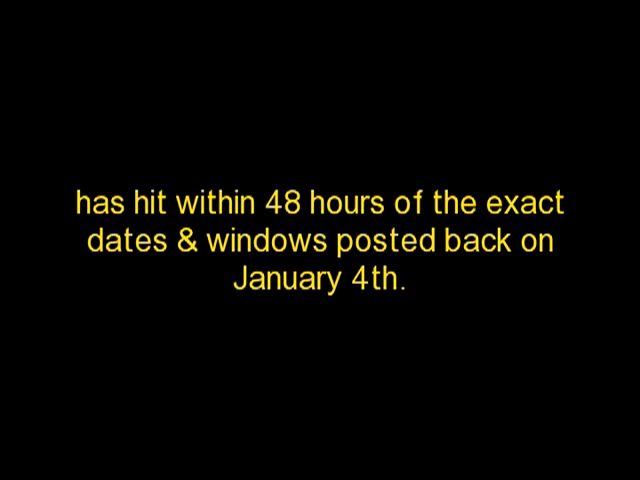 has hit within 48 hours of the exact
dates & windows posted back on
January 4th.